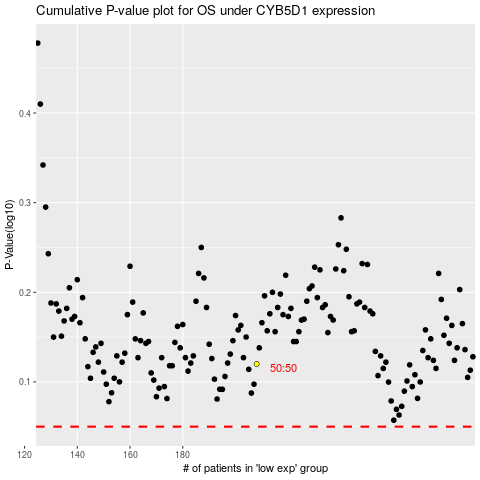 Cumulative P-value plot for OS under CYB5D1 expression
P-Value(log10)
0.4
0.3
0.2
0.1
50:50
120 140 160 180
# of patients in 'low exp' group